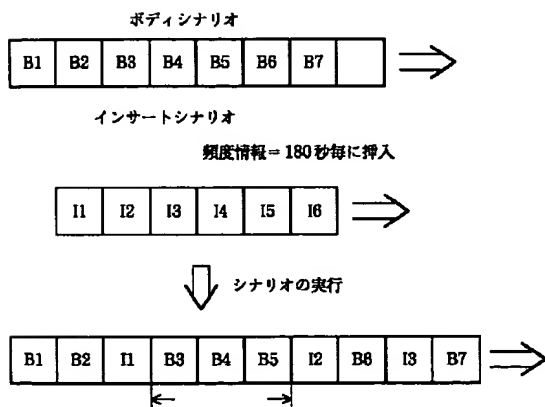 ボディシナリオ
B1 B2 B3 B4 B5 B6 B7
インサートシナリオ
頻度情報=180秒毎に挿入
I1 I2 I3 I4 I5 I6
シナリオの実行
B1 B2 I1 B3 B4 B5 I2 B6 I3 B7